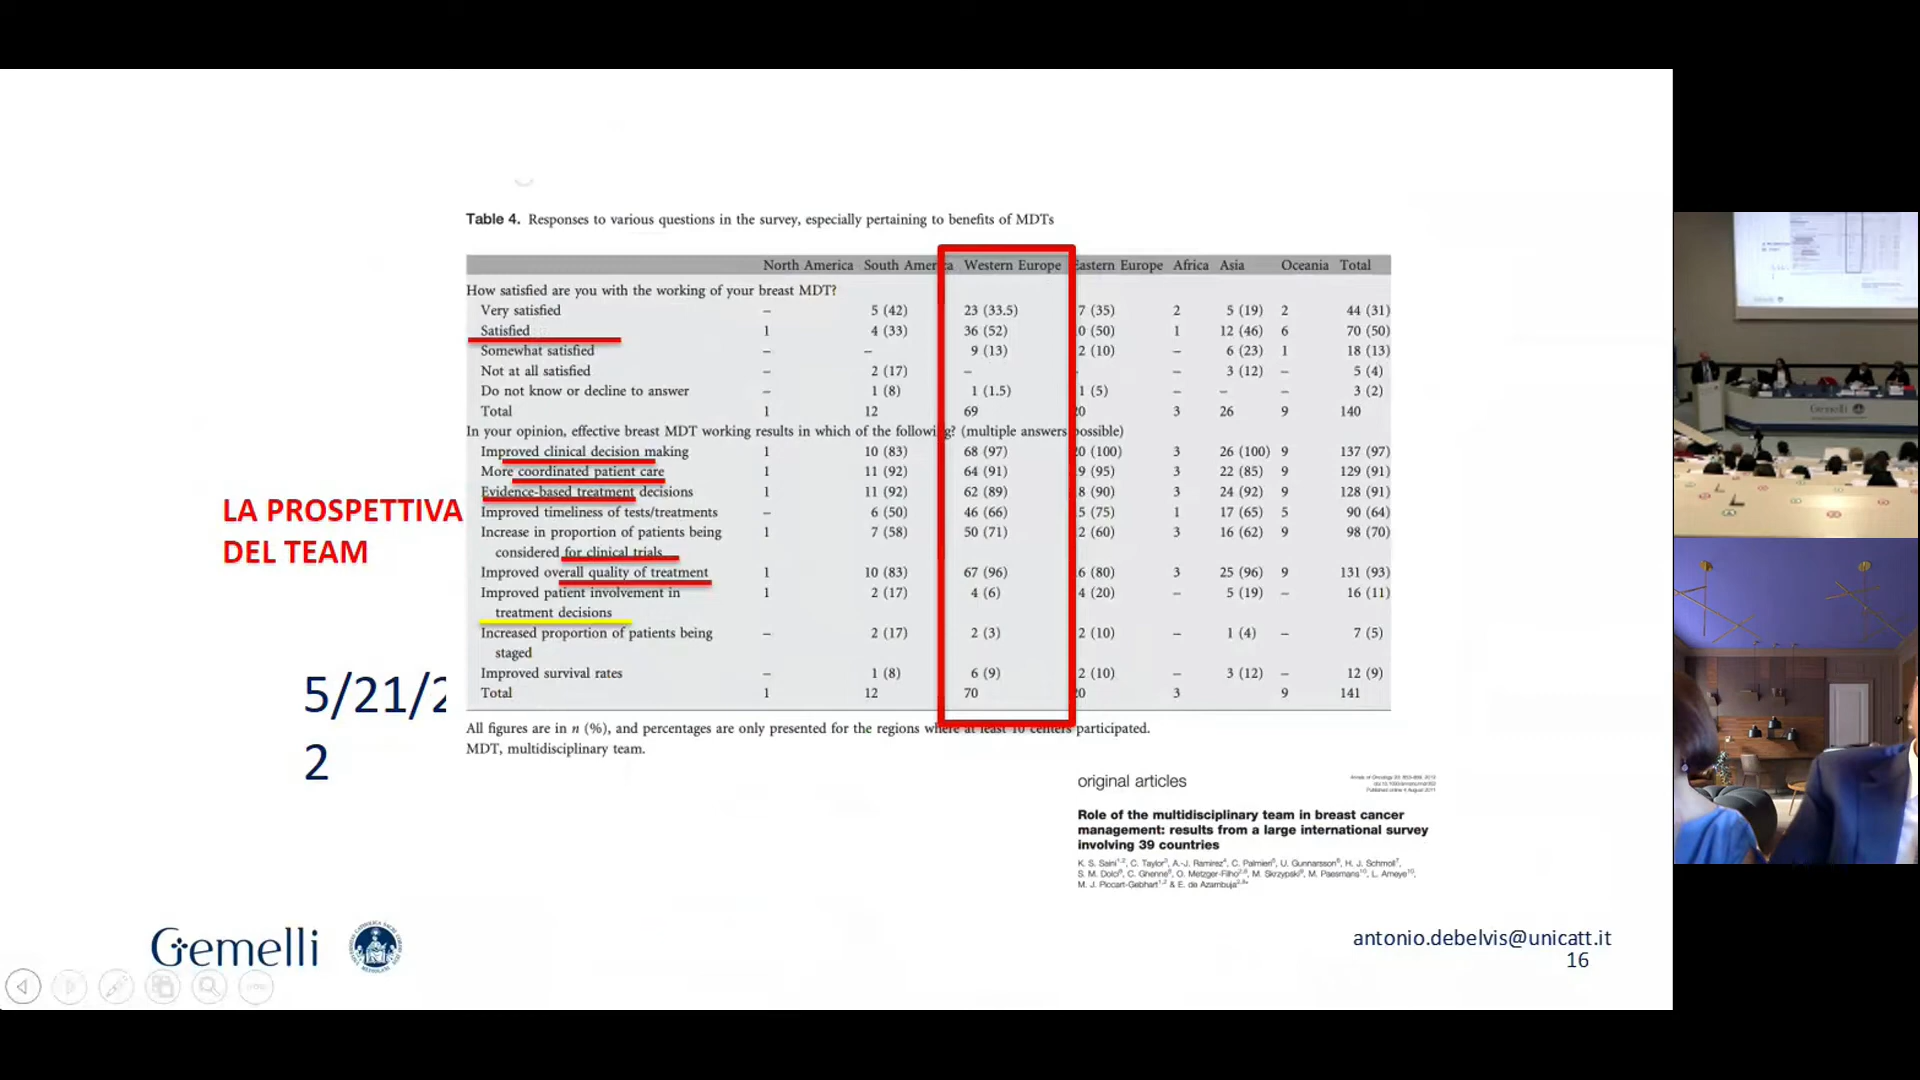 Table 4. Responses to various questions in the survey, especially pertaining to benefits of MDTs
North America South America Western Europe Eastern Europe Africa Asia Oceania Total
How satisfied are you with the working of your breast MDT?
Very satisfied – 5 (42) 23 (33.5) 7 (35) 2 5 (19) 2 44 (31)
Satisfied 1 4 (33) 36 (52) 0 (50) 1 12 (46) 6 70 (50)
Somewhat satisfied – – 9 (13) 2 (10) – 6 (23) 1 18 (13)
Not at all satisfied – 2 (17) – – – 3 (12) – 5 (4)
Do not know or decline to answer – 1 (8) 1 (1.5) 1 (5) – – – 3 (2)
Total 1 12 69 20 3 26 9 140
In your opinion, effective breast MDT working results in which of the following? (multiple answers possible)
Improved clinical decision making 1 10 (83) 68 (97) 20 (100) 3 26 (100) 9 137 (97)
More coordinated patient care 1 11 (92) 64 (91) 9 (95) 3 22 (85) 9 129 (91)
Evidence-based treatment decisions 1 11 (92) 62 (89) 8 (90) 3 24 (92) 9 128 (91)
Improved timeliness of tests/treatments – 6 (50) 46 (66) 5 (75) 1 17 (65) 5 90 (64)
Increase in proportion of patients being 1 7 (58) 50 (71) 2 (60) 3 16 (62) 9 98 (70)
considered for clinical trials
Improved overall quality of treatment 1 10 (83) 67 (96) 6 (80) 3 25 (96) 9 131 (93)
Improved patient involvement in 1 2 (17) 4 (6) 4 (20) – 5 (19) – 16 (11)
treatment decisions
Increased proportion of patients being – 2 (17) 2 (3) 2 (10) – 1 (4) – 7 (5)
staged
Improved survival rates – 1 (8) 6 (9) 2 (10) – 3 (12) – 12 (9)
Total 1 12 70 20 3 9 141
All figures are in n (%), and percentages are only presented for the regions where at least 10 centers participated.
MDT, multidisciplinary team.
LA PROSPETTIVA
DEL TEAM
5/21/2
2
original articles
Role of the multidisciplinary team in breast cancer
management: results from a large international survey
involving 39 countries
K. S. Saini, C. Taylor, A.-J. Ramirez, C. Palmieri, U. Gunnarsson, H. J. Schmoll,
S. M. Dolci, C. Ghenne, O. Metzger-Filho, M. Skrzypski, M. Paesmans, L. Ameye,
M. J. Piccart-Gebhart & E. de Azambuja
Gemelli
antonio.debelvis@unicatt.it
16
Gemelli